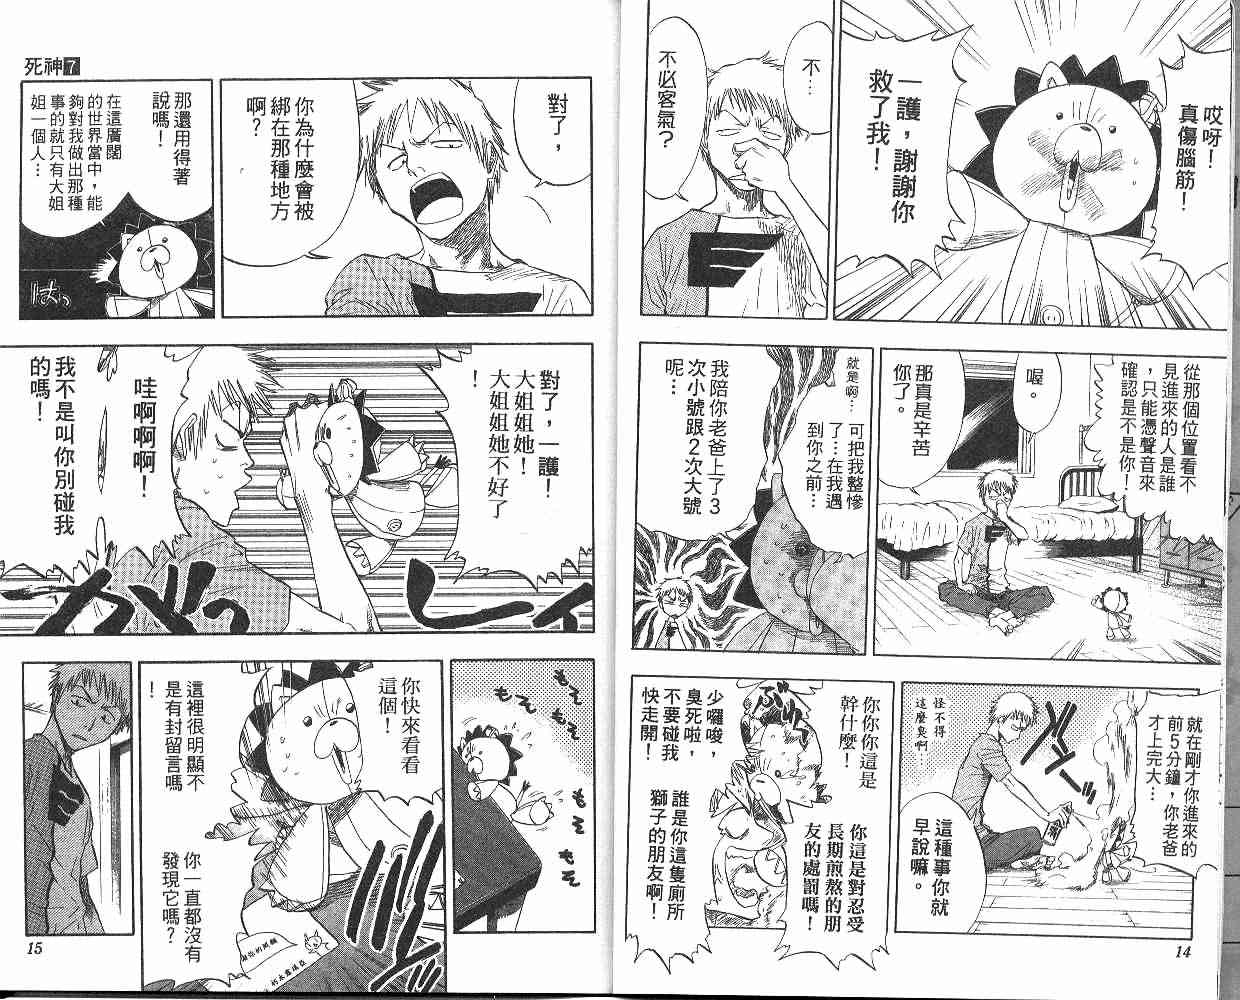 哎呀！
真傷腦筋！
一護，謝謝你
救了我！
不…
不必客氣？
從那個位置看不
見進來的人是誰
，只能憑聲音來
確認是不是你！
喔。
那真是辛苦
你了。
就是啊…
可把我整慘
了…在我遇
到你之前…
我陪你老爸上了3
次小號跟2次大號
呢…
就在剛才你進來的
前5分鐘，你老爸
才上完大…
怪不得
這麼臭啊…
這種事你就
早說嘛。
你你你這是
幹什麼！
你這是對忍受
長期煎熬的朋
友的處罰嗎！
少囉唆，
臭死啦，
不要碰我
快走開！
誰是你這隻廁所
獅子的朋友啊！
14
死神7
對了，
你為什麼會被
綁在那種地方
啊？
那還用得著
說嗎！
在這廣闊
的世界當中，能
夠對我做出那種
事的就只有大姐
姐一個人…
はっ
對了，一護！
大姐姐她！
大姐姐她不好了
！
哇啊啊啊！
我不是叫你別碰我
的嗎！
もそ
もそ
もそ
もそ
你快來看看
這個！
這裡很明顯不
是有封留言嗎
！
你一直都沒有
發現它嗎？
15